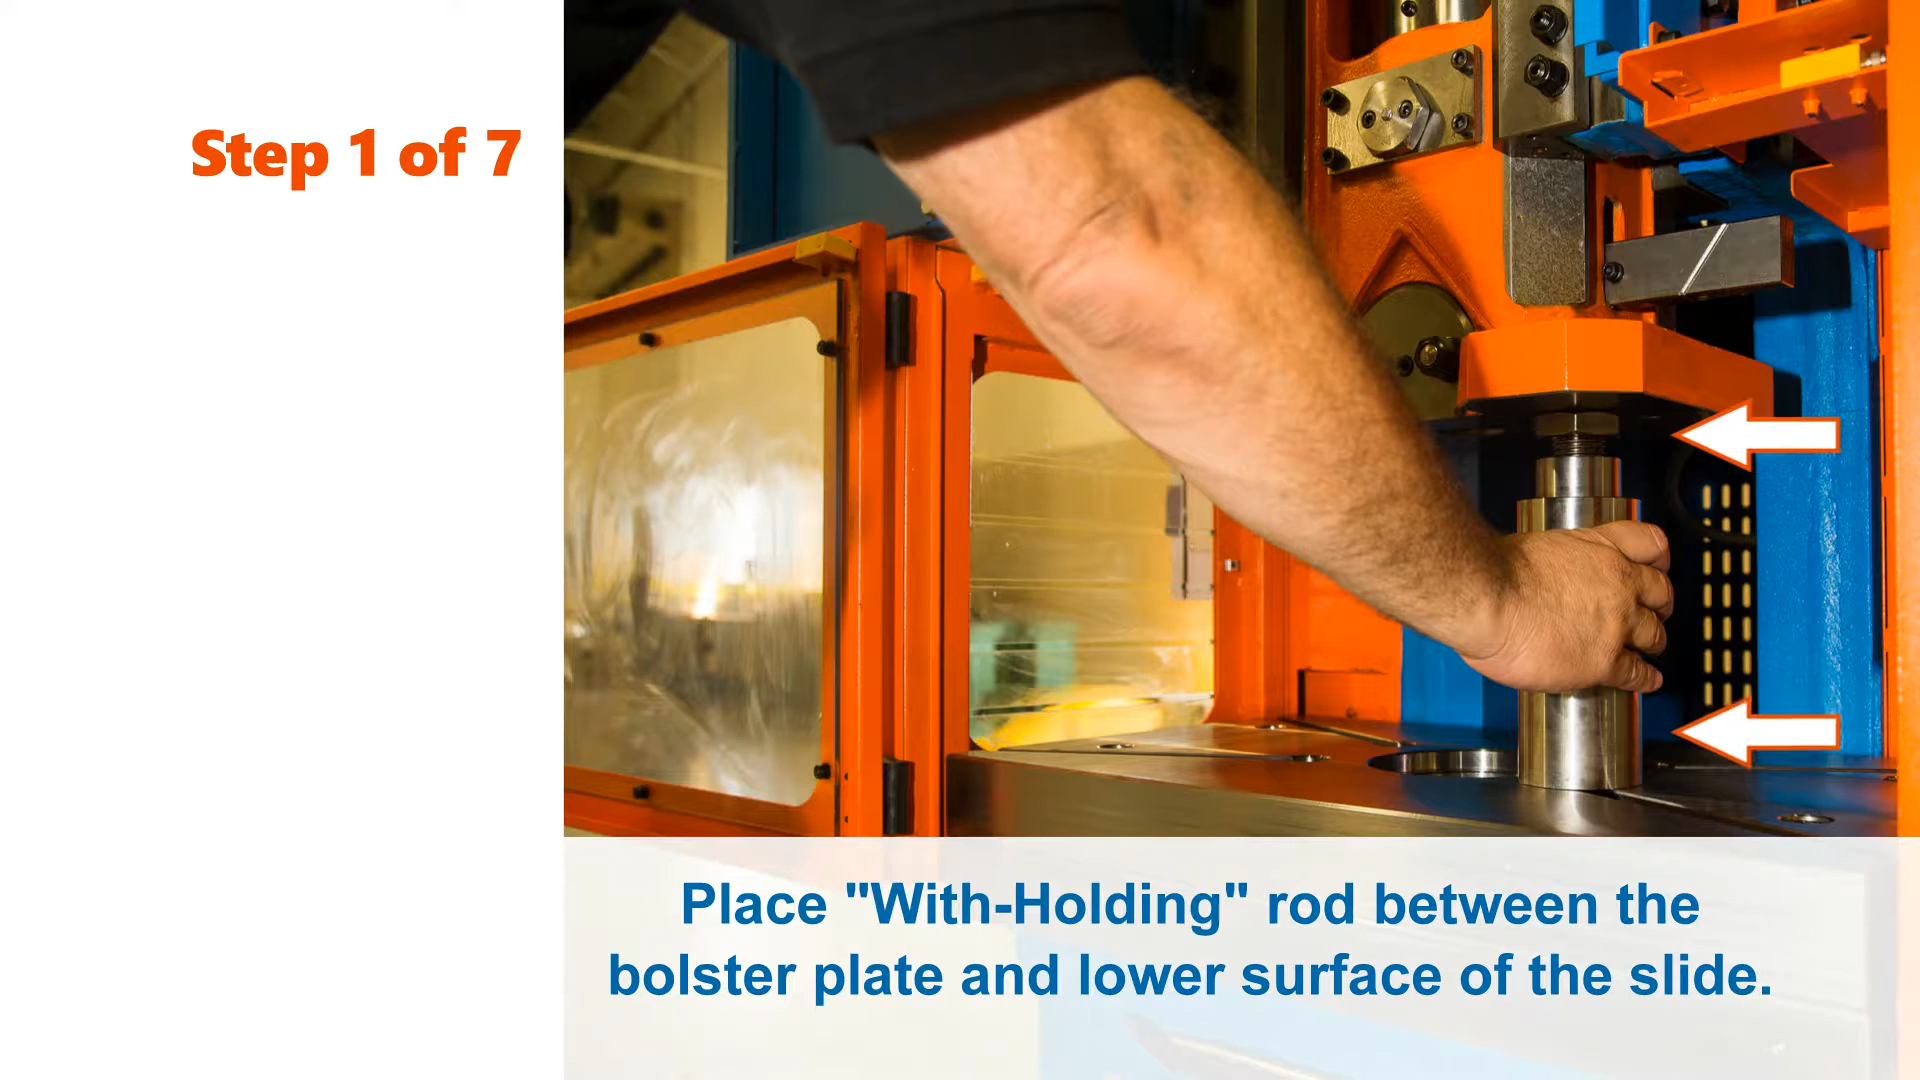 Step 1 of 7
Place "With-Holding" rod between the
bolster plate and lower surface of the slide.